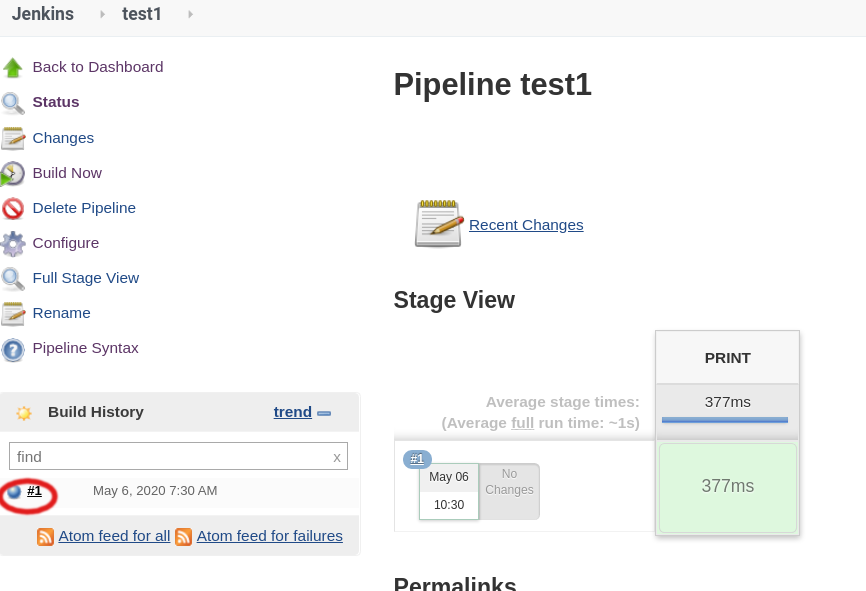 Jenkins test1
Back to Dashboard
Status
Changes
Build Now
Delete Pipeline
Configure
Full Stage View
Rename
Pipeline Syntax
Build History trend
find x
#1 May 6, 2020 7:30 AM
Atom feed for all Atom feed for failures
Pipeline test1
Recent Changes
Stage View
PRINT
Average stage times:
(Average full run time: ~1s)
377ms
#1
May 06
10:30
No
Changes
377ms
Permalinks